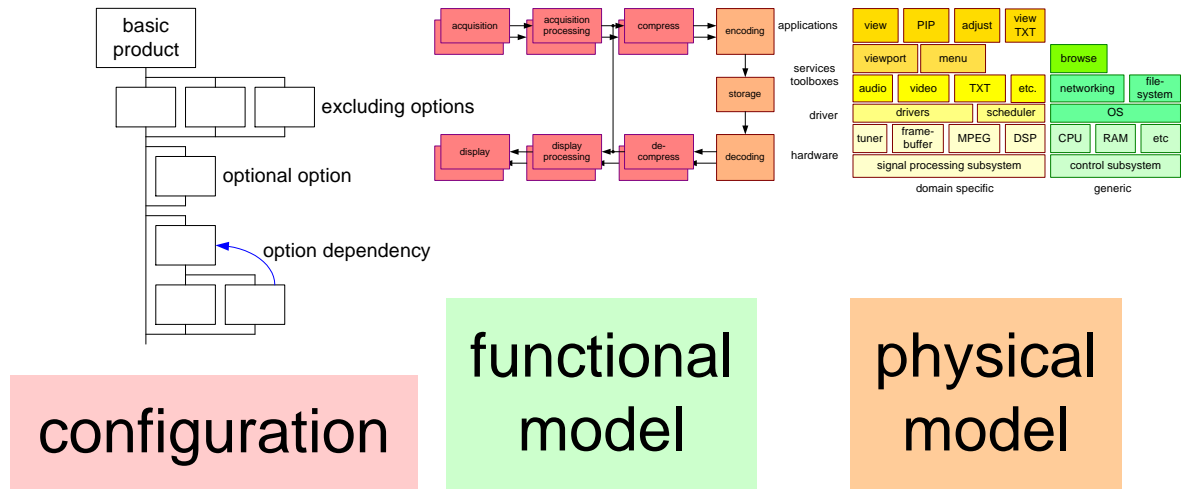 basic
product
excluding options
optional option
option dependency
configuration
acquisition
acquisition
processing
compress
encoding
storage
display
display
processing
de-
compress
decoding
functional
model
applications
view
PIP
adjust
view
TXT
services
toolboxes
viewport
menu
browse
audio
video
TXT
etc.
networking
file-
system
driver
drivers
scheduler
OS
hardware
tuner
frame-
buffer
MPEG
DSP
CPU
RAM
etc
signal processing subsystem
control subsystem
domain specific
generic
physical
model